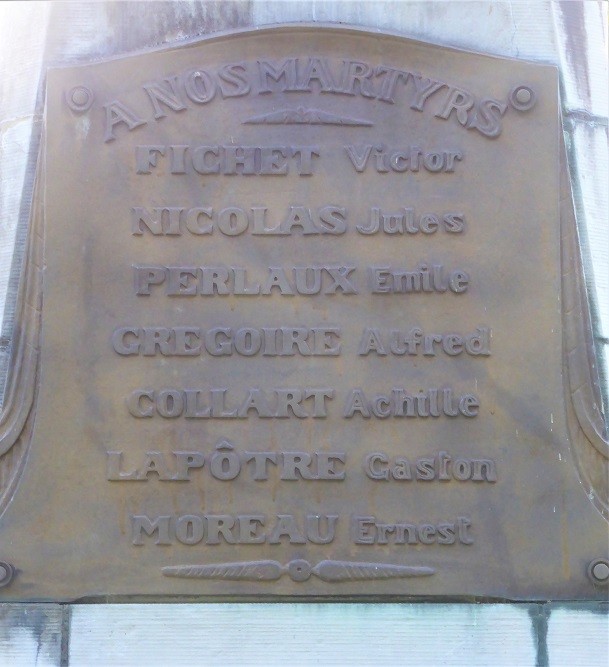 A NOS MARTYRS
FICHET Victor
NICOLAS Jules
PERLAUX Emile
GREGOIRE Alfred
COLLART Achille
LAPÔTRE Gaston
MOREAU Ernest